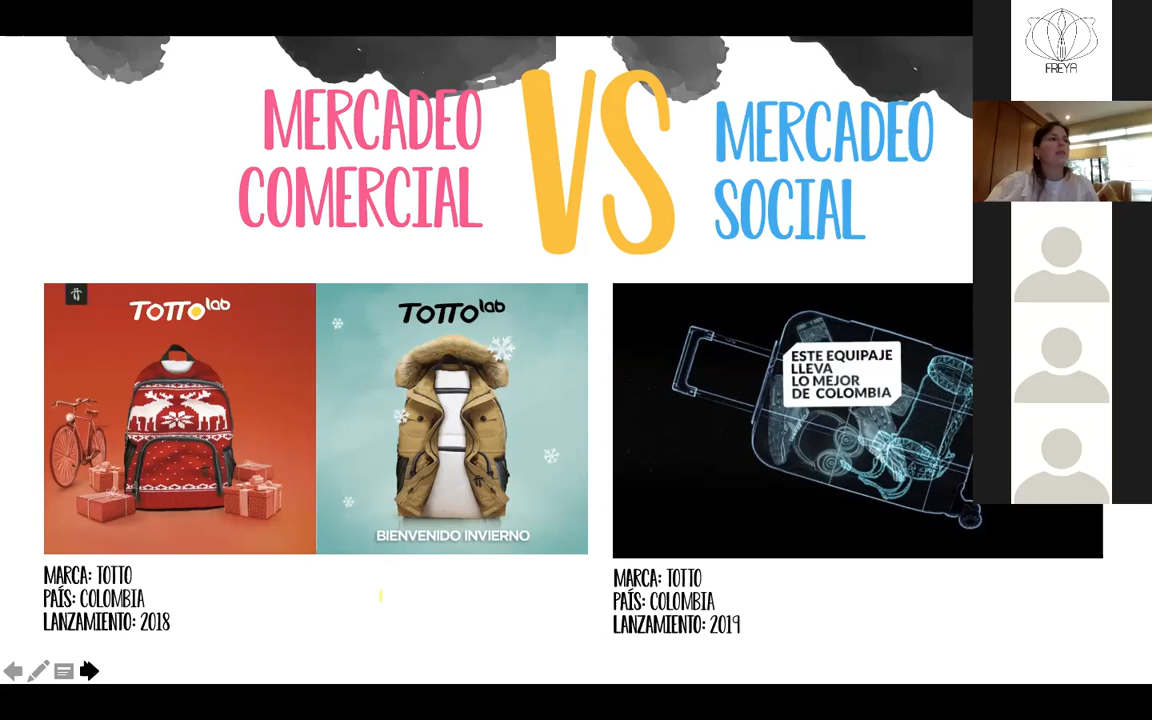 MERCADEO
COMERCIAL
VS
MERCADEO
SOCIAL
FREYA
TOTTO lab
TOTTO lab
BIENVENIDO INVIERNO
ESTE EQUIPAJE
LLEVA
LO MEJOR
DE COLOMBIA
MARCA: TOTTO
PAÍS: COLOMBIA
LANZAMIENTO: 2018
MARCA: TOTTO
PAÍS: COLOMBIA
LANZAMIENTO: 2019